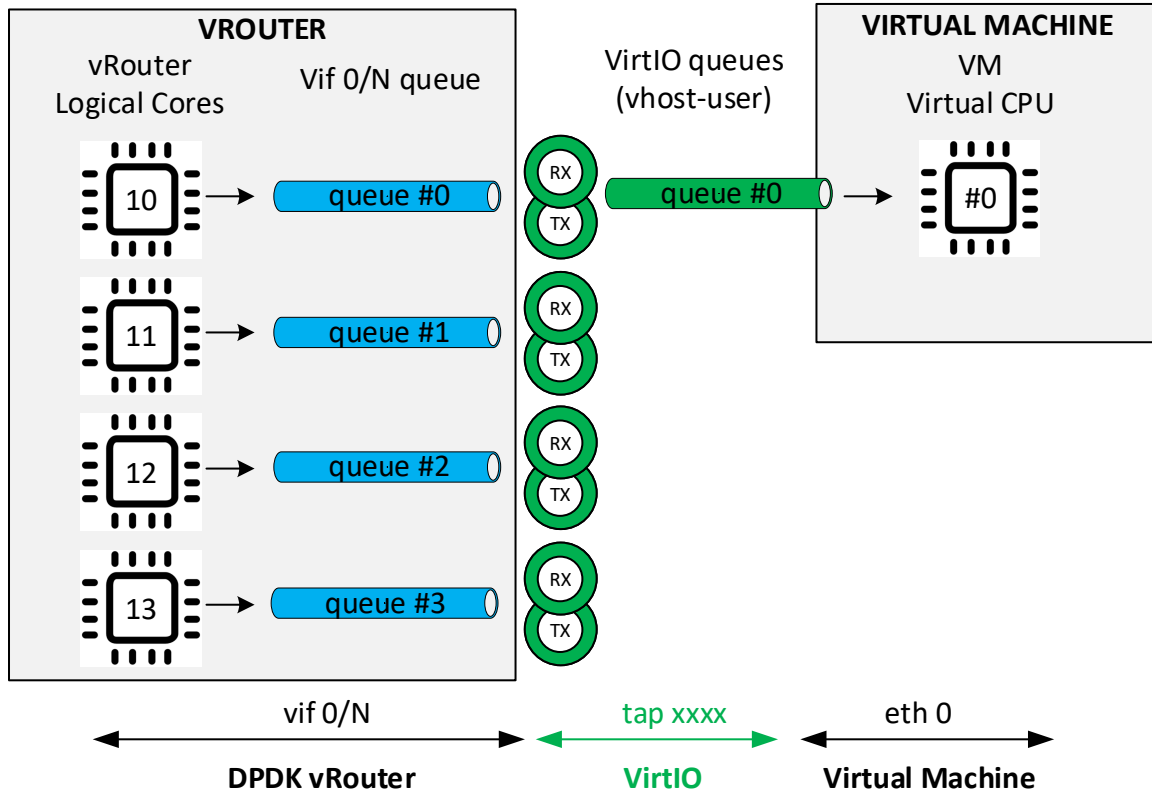 VROUTER
vRouter
Logical Cores
Vif 0/N queue
VirtIO queues
(vhost-user)
VIRTUAL MACHINE
VM
Virtual CPU
10
queue #0
RX
TX
queue #0
#0
11
queue #1
RX
TX
12
queue #2
RX
TX
13
queue #3
RX
TX
vif 0/N
tap xxxx
eth 0
DPDK vRouter
VirtIO
Virtual Machine